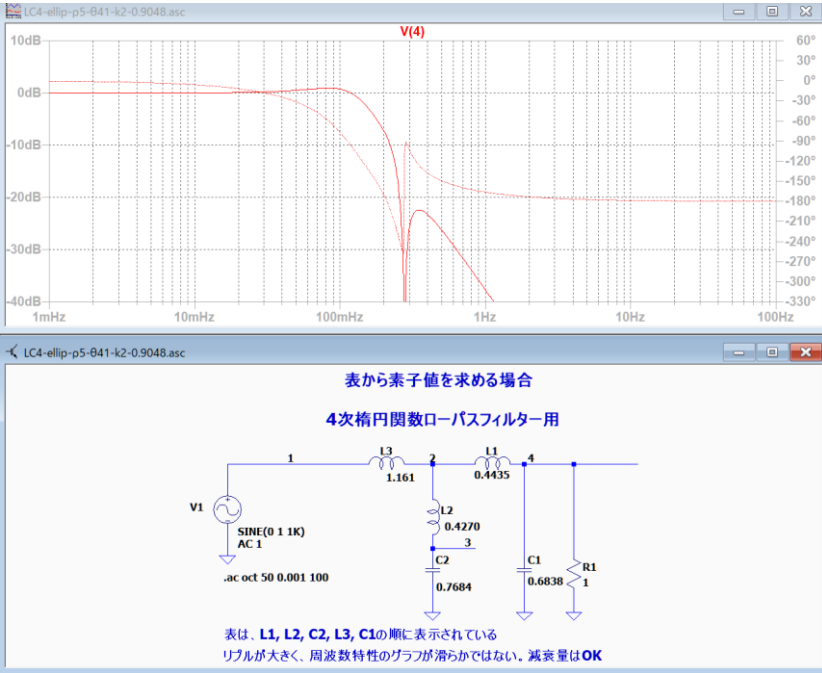 LC4-ellip-ρ5-θ41-k2-0.9048.asc
V(4)
10dB
0dB
-10dB
-20dB
-30dB
-40dB
60°
30°
0°
-30°
-60°
-90°
-120°
-150°
-180°
-210°
-240°
-270°
-300°
-330°
1mHz 10mHz 100mHz 1Hz 10Hz 100Hz
LC4-ellip-ρ5-θ41-k2-0.9048.asc
表から素子値を求める場合
4次楕円関数ローパスフィルター用
1 L3 2 L1 4
1.161 0.4435
V1
SINE(0 1 1K)
AC 1
L2
0.4270
3
C2
0.7684
C1
0.6838
R1
1
.ac oct 50 0.001 100
表は、L1, L2, C2, L3, C1の順に表示されている
リプルが大きく、周波数特性のグラフが滑らかではない。減衰量はOK